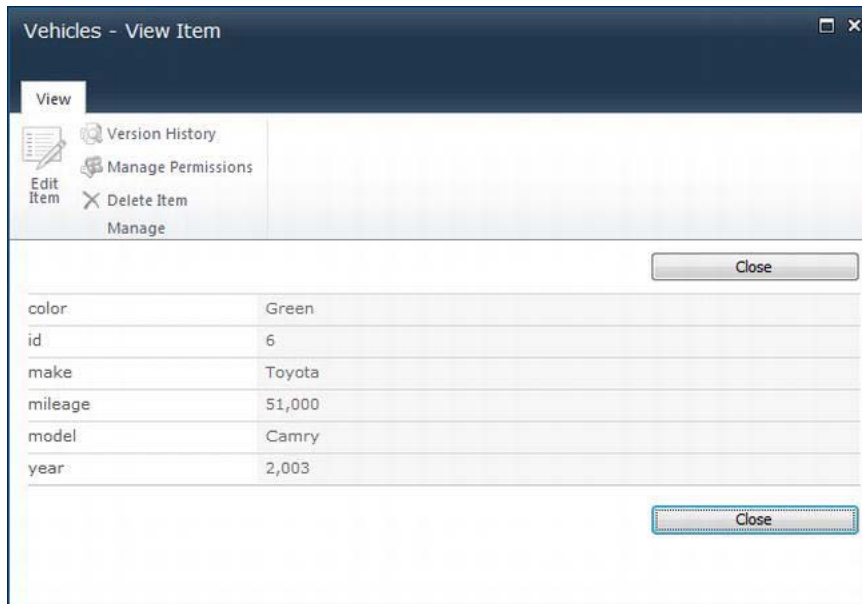 Vehicles - View Item
View
Edit
Item
Version History
Manage Permissions
Delete Item
Manage
Close
color Green
id 6
make Toyota
mileage 51,000
model Camry
year 2,003
Close